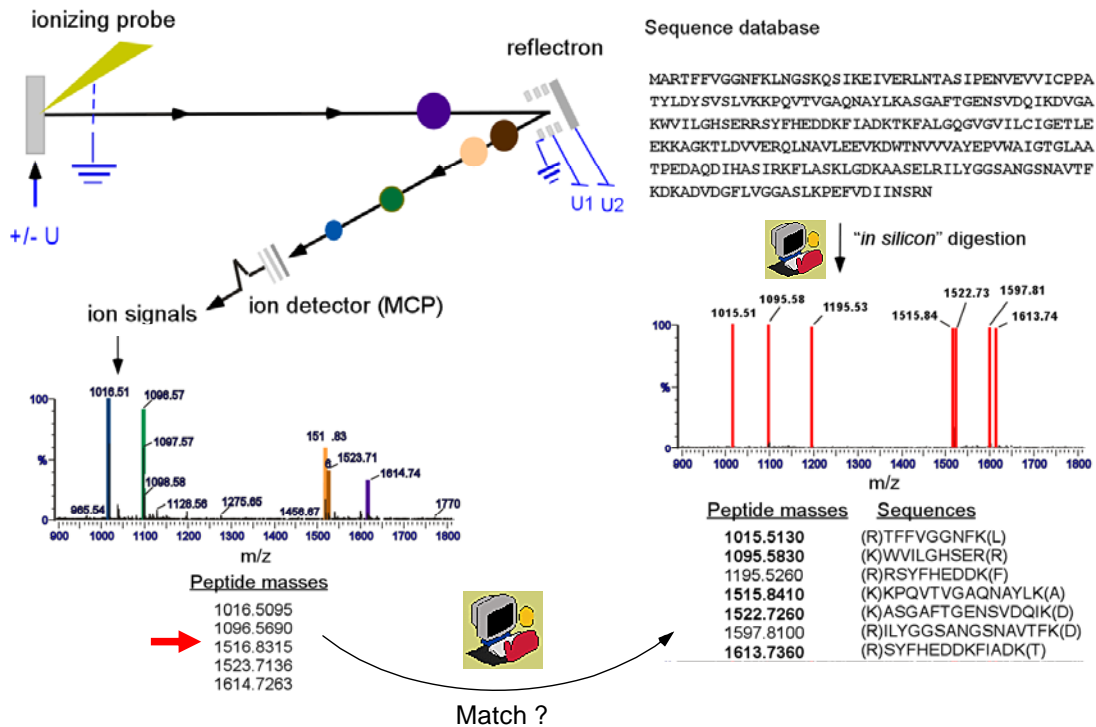 ionizing probe
reflectron
+/- U
U1 U2
ion detector (MCP)
ion signals
1016.51
1096.57
1097.57
1098.58
965.54
1128.56
1275.65
1456.67
151 .83
6
1523.71
1614.74
1770
100
%
0
900 1000 1100 1200 1300 1400 1500 1600 1700 1800
m/z
Peptide masses
1016.5095
1096.5690
1516.8315
1523.7136
1614.7263
Match ?
Sequence database
MARTFFVGGNFKLNGSKQSIKEIVERLNTASIPENVEVVICPPA
TYLDYSVSLVKKPQVTVGAQNAYLKASGAFTGENSVDQIKDVGA
KWVILGHSERRSYFHEDDKFIADKTKFALGQGVGVILCIGETLE
EKKAGKTLDVVERQLNAVLEEVKDWTNVVVAYEPVWAIGTGLAA
TPEDAQDIHASIRKFLASKLGDKAASELRILYGGSANGSNAVTF
KDKADVDGFLVGGASLKPEFVDIINSRN
“in silicon” digestion
1015.51
1095.58
1195.53
1515.84
1522.73
1597.81
1613.74
100
%
0
900 1000 1100 1200 1300 1400 1500 1600 1700 1800
m/z
Peptide masses Sequences
1015.5130 (R)TFFVGGNFK(L)
1095.5830 (K)WVILGHSER(R)
1195.5260 (R)RSYFHEDDK(F)
1515.8410 (K)KPQVTVGAQNAYLK(A)
1522.7260 (K)ASGAFTGENSVDQIK(D)
1597.8100 (R)ILYGGSANGSNAVTFK(D)
1613.7360 (R)SYFHEDDKFIADK(T)